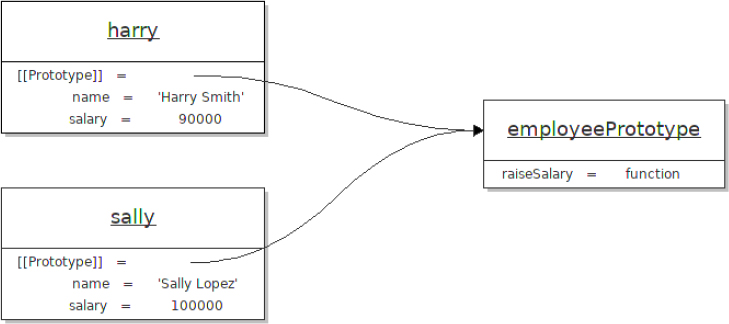 harry
[[Prototype]] =
name = 'Harry Smith'
salary = 90000
employeePrototype
raiseSalary = function
sally
[[Prototype]] =
name = 'Sally Lopez'
salary = 100000